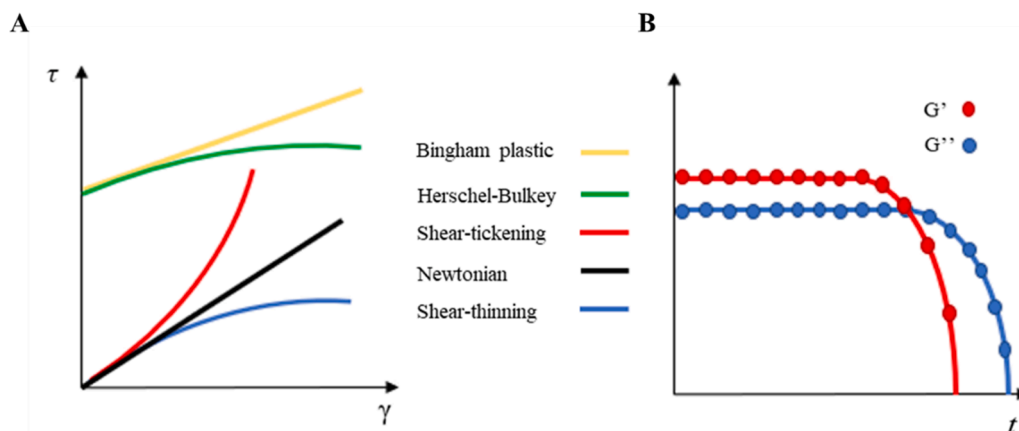 A
B
τ
G’
G’’
Bingham plastic
Herschel-Bulkey
Shear-tickening
Newtonian
Shear-thinning
γ
t